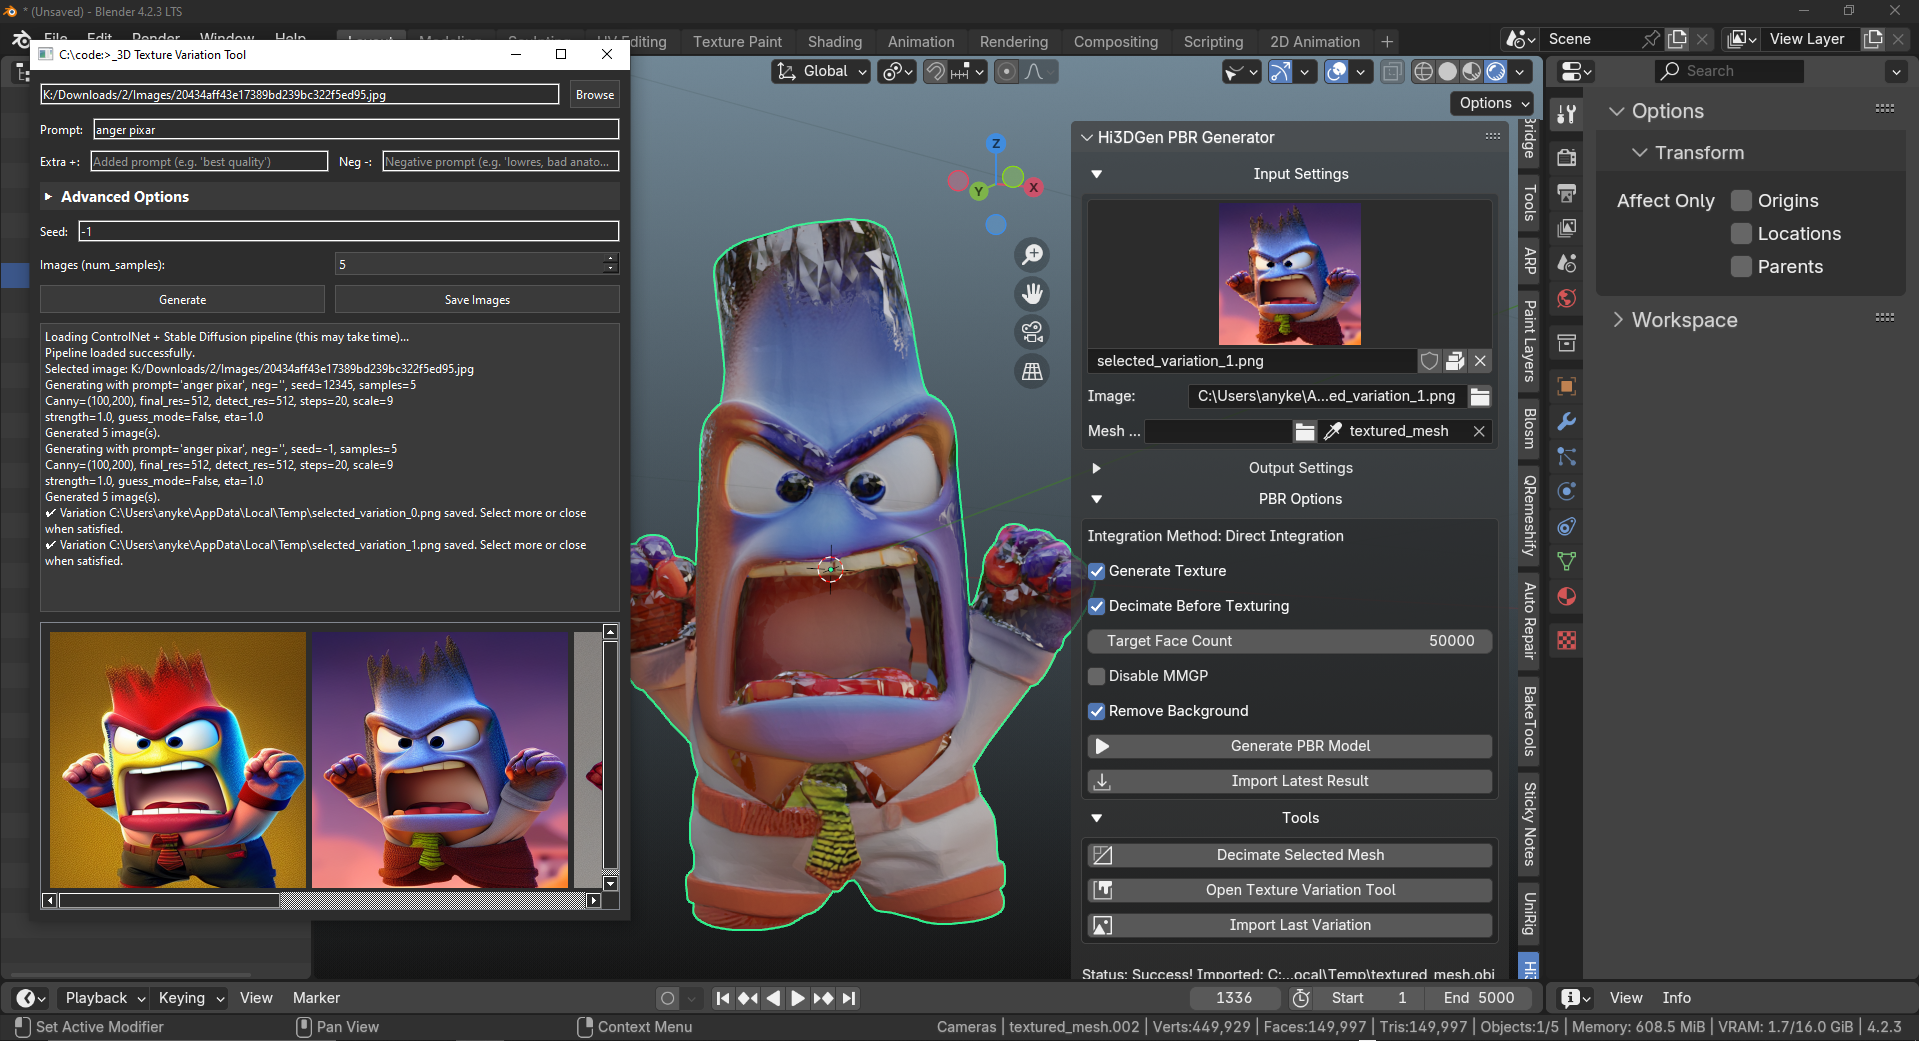 * (Unsaved) - Blender 4.2.3 LTS
File Edit Render Window Help Layout Modeling Sculpting UV Editing Texture Paint Shading Animation Rendering Compositing Scripting 2D Animation +
Scene
View Layer
C:\code:>_3D Texture Variation Tool
K:/Downloads/2/Images/20434aff43e17389bd239bc322f5ed95.jpg
Browse
Prompt: anger pixar
Extra +: Added prompt (e.g. 'best quality')
Neg -: Negative prompt (e.g. 'lowres, bad anato...
Advanced Options
Seed: -1
Images (num_samples): 5
Generate
Save Images
Loading ControlNet + Stable Diffusion pipeline (this may take time)...
Pipeline loaded successfully.
Selected image: K:/Downloads/2/Images/20434aff43e17389bd239bc322f5ed95.jpg
Generating with prompt='anger pixar', neg='', seed=12345, samples=5
Canny=(100,200), final_res=512, detect_res=512, steps=20, scale=9
strength=1.0, guess_mode=False, eta=1.0
Generated 5 image(s).
Generating with prompt='anger pixar', neg='', seed=-1, samples=5
Canny=(100,200), final_res=512, detect_res=512, steps=20, scale=9
strength=1.0, guess_mode=False, eta=1.0
Generated 5 image(s).
✔ Variation C:\Users\anyke\AppData\Local\Temp\selected_variation_0.png saved. Select more or close
when satisfied.
✔ Variation C:\Users\anyke\AppData\Local\Temp\selected_variation_1.png saved. Select more or close
when satisfied.
Global
Options
Z
Y
X
Hi3DGen PBR Generator
Input Settings
selected_variation_1.png
Image: C:\Users\anyke\A...ed_variation_1.png
Mesh ... textured_mesh
Output Settings
PBR Options
Integration Method: Direct Integration
Generate Texture
Decimate Before Texturing
Target Face Count 50000
Disable MMGP
Remove Background
Generate PBR Model
Import Latest Result
Tools
Decimate Selected Mesh
Open Texture Variation Tool
Import Last Variation
Status: Success! Imported: C:...ocal\Temp\textured_mesh.obj
Bridge
Tools
ARP
Paint Layers
Blosm
QRemeshify
Auto Repair
BakeTools
Sticky Notes
UniRig
Hi3
Search
Options
Transform
Affect Only Origins
Locations
Parents
Workspace
Playback Keying View Marker
1336
Start 1
End 5000
View Info
Set Active Modifier
Pan View
Context Menu
Cameras | textured_mesh.002 | Verts:449,929 | Faces:149,997 | Tris:149,997 | Objects:1/5 | Memory: 608.5 MiB | VRAM: 1.7/16.0 GiB | 4.2.3